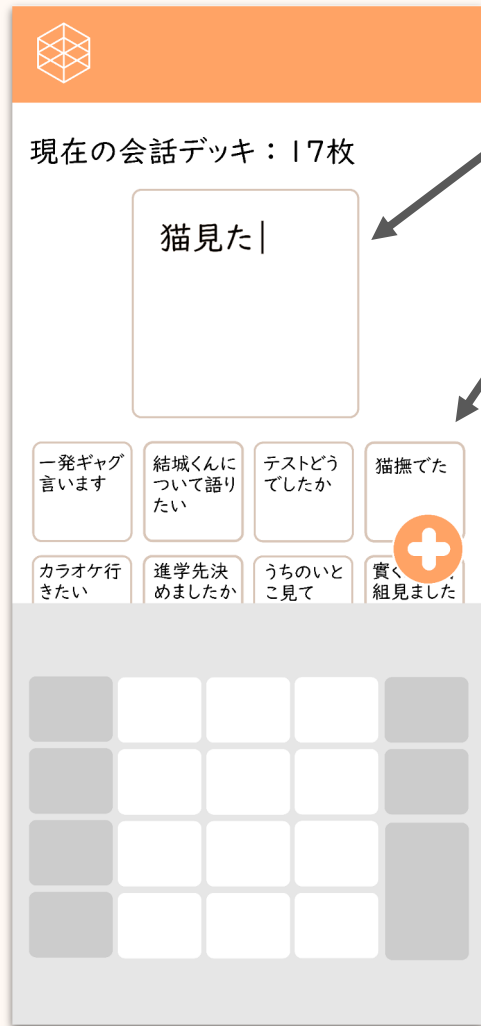 現在の会話デッキ：17枚
猫見た
一発ギャグ
言います
結城くんに
ついて語り
たい
テストどう
でしたか
猫撫でた
カラオケ行
きたい
進学先決
めましたか
うちのいと
こ見て
實く
組見ました